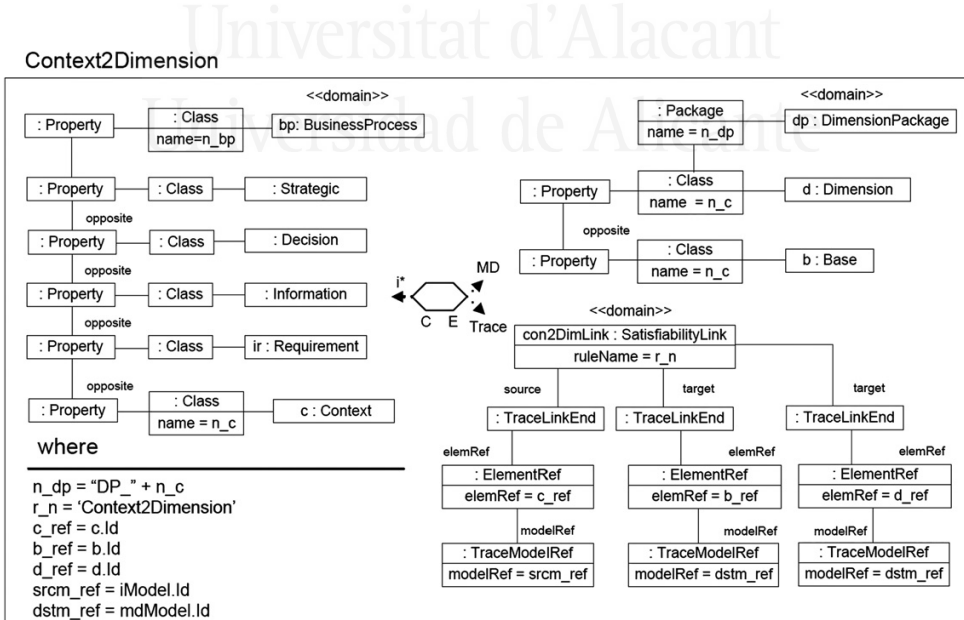 Universitat d'Alacant
Universidad de Alicante
Context2Dimension
<<domain>>
: Property
: Class
name=n_bp
bp: BusinessProcess
: Property
: Class
: Strategic
opposite
: Property
: Class
: Decision
opposite
: Property
: Class
: Information
opposite
: Property
: Class
ir : Requirement
opposite
: Property
: Class
name = n_c
c : Context
i*
MD
C
E
Trace
<<domain>>
: Package
name = n_dp
dp : DimensionPackage
: Property
: Class
name = n_c
d : Dimension
opposite
: Property
: Class
name = n_c
b : Base
<<domain>>
con2DimLink : SatisfiabilityLink
ruleName = r_n
source
target
target
: TraceLinkEnd
: TraceLinkEnd
: TraceLinkEnd
elemRef
elemRef
elemRef
: ElementRef
elemRef = c_ref
: ElementRef
elemRef = b_ref
: ElementRef
elemRef = d_ref
modelRef
modelRef
modelRef
: TraceModelRef
modelRef = srcm_ref
: TraceModelRef
modelRef = dstm_ref
: TraceModelRef
modelRef = dstm_ref
where
n_dp = “DP_” + n_c
r_n = ‘Context2Dimension’
c_ref = c.Id
b_ref = b.Id
d_ref = d.Id
srcm_ref = iModel.Id
dstm_ref = mdModel.Id